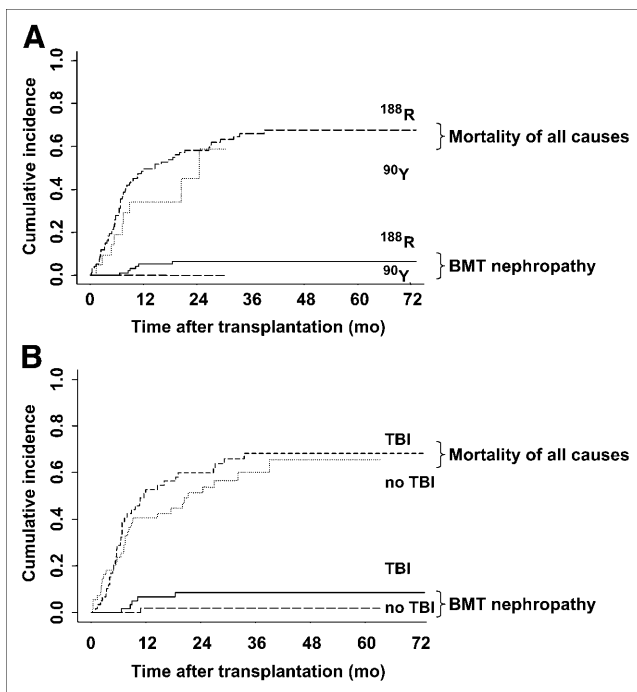 A
Cumulative incidence
1.0
0.8
0.6
0.4
0.2
0.0
188R
Mortality of all causes
90Y
188R
90Y
BMT nephropathy
0 12 24 36 48 60 72
Time after transplantation (mo)
B
Cumulative incidence
1.0
0.8
0.6
0.4
0.2
0.0
TBI
Mortality of all causes
no TBI
TBI
no TBI
BMT nephropathy
0 12 24 36 48 60 72
Time after transplantation (mo)